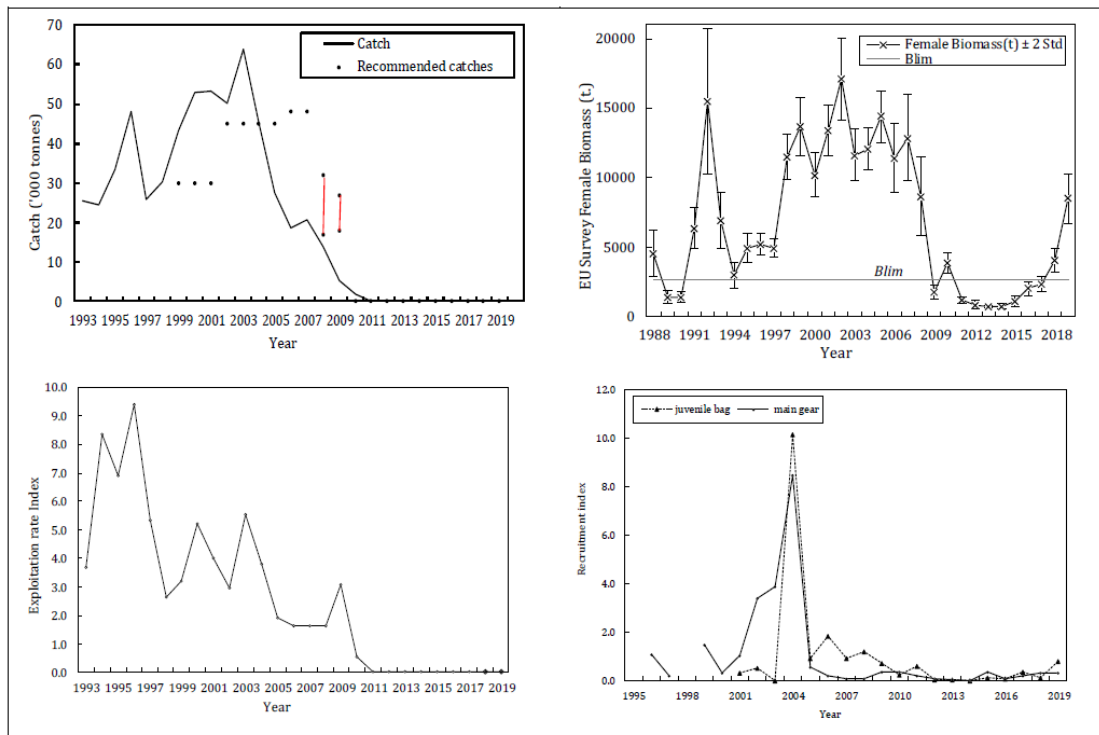 70
60
50
40
30
20
10
0
Catch ('000 tonnes)
Catch
Recommended catches
1993 1995 1997 1999 2001 2003 2005 2007 2009 2011 2013 2015 2017 2019
Year
20000
15000
10000
5000
0
EU Survey Female Biomass (t.)
Female Biomass(t) ± 2 Std
Blim
Blim
1988 1991 1994 1997 2000 2003 2006 2009 2012 2015 2018
Year
10.0
9.0
8.0
7.0
6.0
5.0
4.0
3.0
2.0
1.0
0.0
Exploitation rate Index
1993 1995 1997 1999 2001 2003 2005 2007 2009 2011 2013 2015 2017 2019
Year
12.0
10.0
8.0
6.0
4.0
2.0
0.0
Recruitment index
juvenile bag main gear
1995 1998 2001 2004 2007 2010 2013 2016 2019
Year